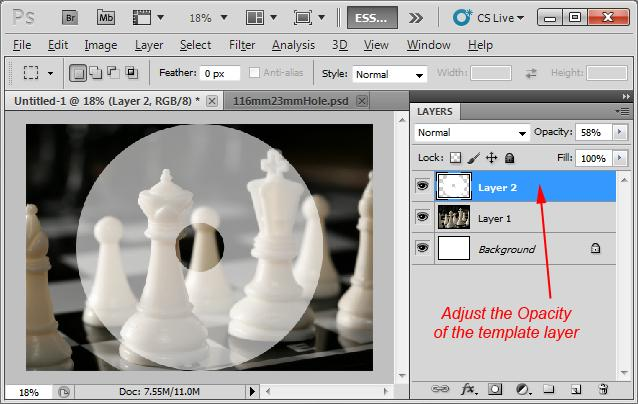 Ps Br Mb 18% ESS... CS Live
File Edit Image Layer Select Filter Analysis 3D View Window Help
Feather: 0 px Anti-alias Style: Normal Width: Height:
Untitled-1 @ 18% (Layer 2, RGB/8) * 116mm23mmHole.psd
LAYERS
Normal Opacity: 58%
Lock: Fill: 100%
Layer 2
Layer 1
Background
Adjust the Opacity
of the template layer
18% Doc: 7.55M/11.0M
fx